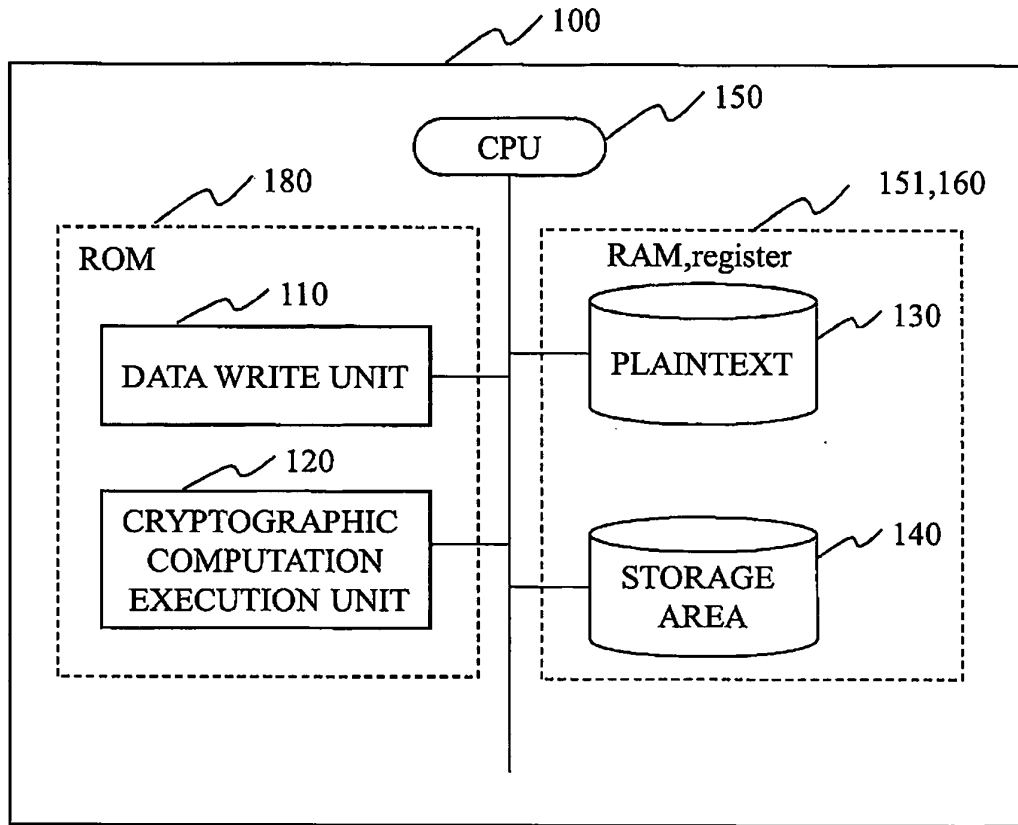 100
150
CPU
180
151,160
ROM
RAM,register
110
130
DATA WRITE UNIT
PLAINTEXT
120
140
CRYPTOGRAPHIC
COMPUTATION
EXECUTION UNIT
STORAGE
AREA